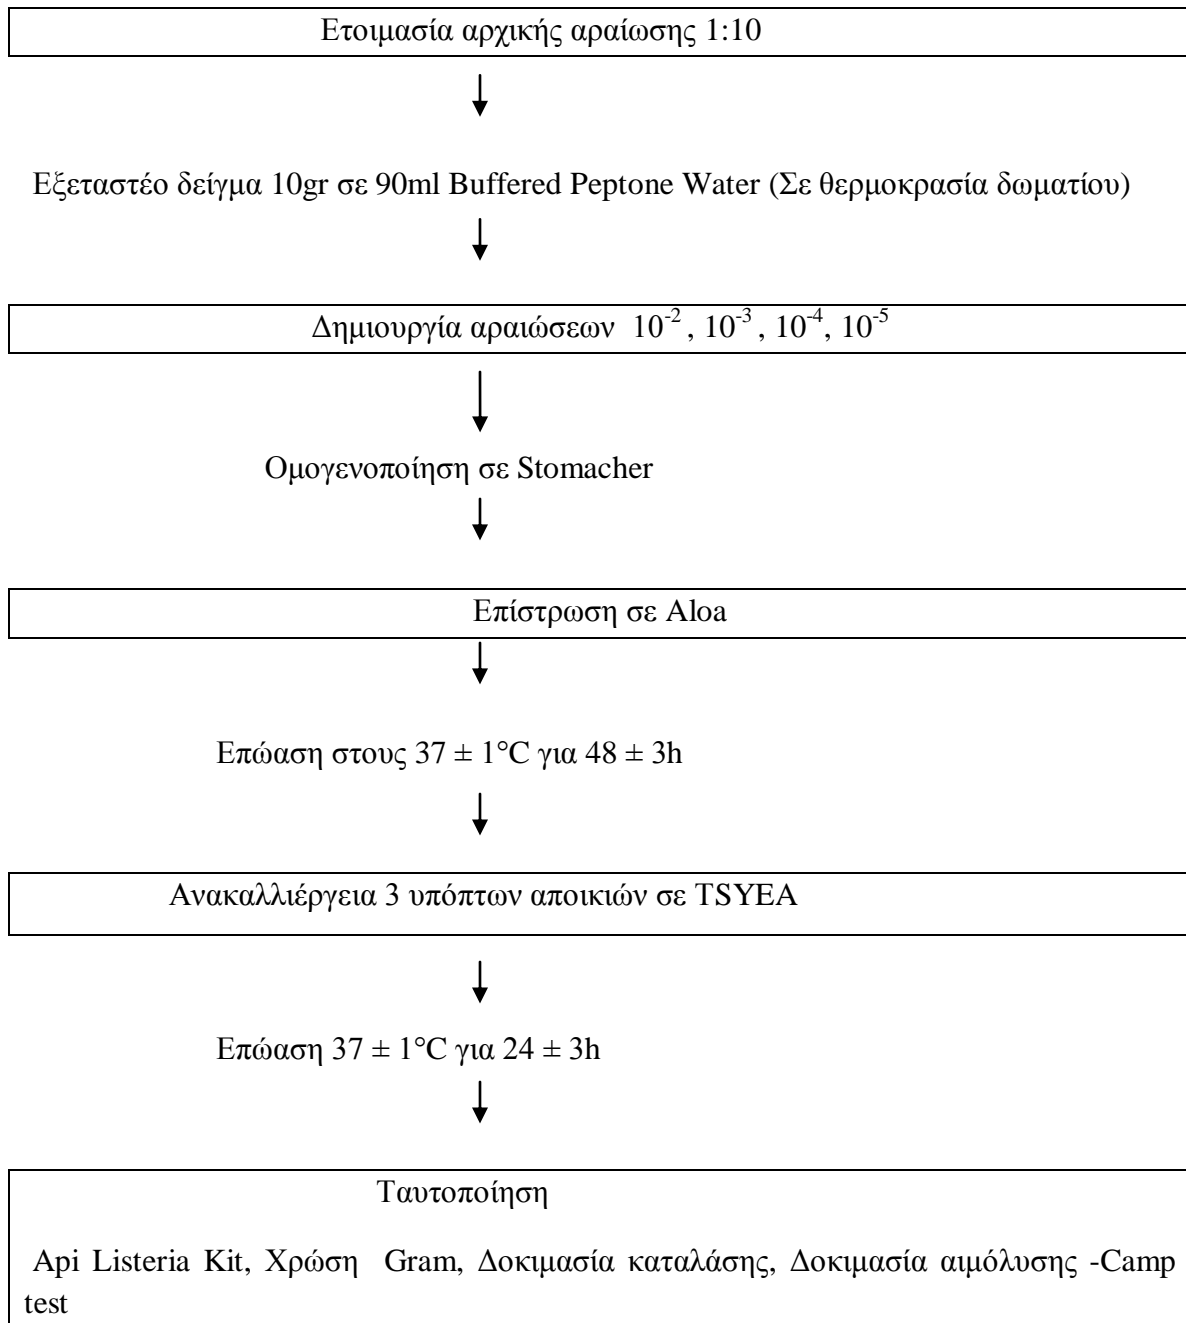 Ετοιμασία αρχικής αραίωσης 1:10
Εξεταστέο δείγμα 10gr σε 90ml Buffered Peptone Water (Σε θερμοκρασία δωματίου)
Δημιουργία αραιώσεων 10⁻², 10⁻³, 10⁻⁴, 10⁻⁵
Ομογενοποίηση σε Stomacher
Επίστρωση σε Aloa
Επώαση στους 37 ± 1°C για 48 ± 3h
Ανακαλλιέργεια 3 υπόπτων αποικιών σε TSYEA
Επώαση 37 ± 1°C για 24 ± 3h
Ταυτοποίηση
Api Listeria Kit, Χρώση Gram, Δοκιμασία καταλάσης, Δοκιμασία αιμόλυσης -Camp
test